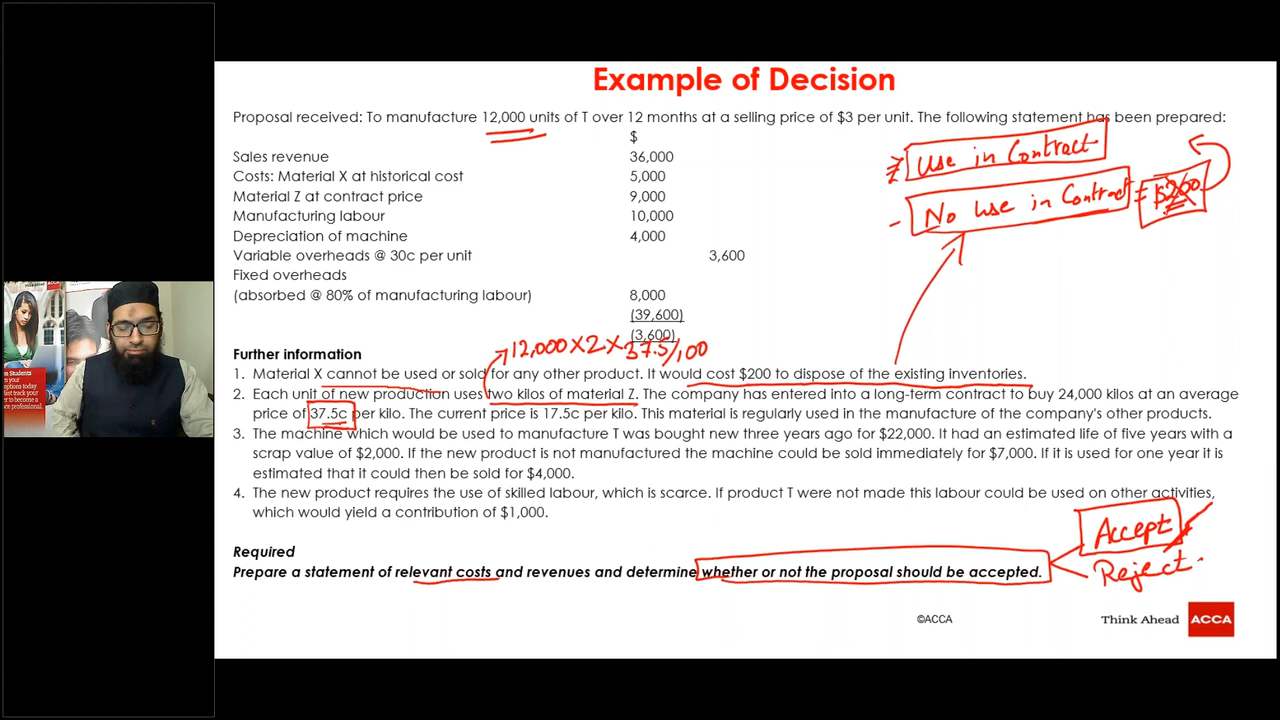 Example of Decision
Proposal received: To manufacture 12,000 units of T over 12 months at a selling price of $3 per unit. The following statement has been prepared:
$
Sales revenue 36,000
Costs: Material X at historical cost 5,000
Material Z at contract price 9,000
Manufacturing labour 10,000
Depreciation of machine 4,000
Variable overheads @ 30c per unit 3,600
Fixed overheads
(absorbed @ 80% of manufacturing labour) 8,000
(39,600)
(3,600)
Use in Contract
- No use in Contract = $200
12,000 X 2 X 37.5/100
Further information
1. Material X cannot be used or sold for any other product. It would cost $200 to dispose of the existing inventories.
2. Each unit of new production uses two kilos of material Z. The company has entered into a long-term contract to buy 24,000 kilos at an average
price of 37.5c per kilo. The current price is 17.5c per kilo. This material is regularly used in the manufacture of the company's other products.
3. The machine which would be used to manufacture T was bought new three years ago for $22,000. It had an estimated life of five years with a
scrap value of $2,000. If the new product is not manufactured the machine could be sold immediately for $7,000. If it is used for one year it is
estimated that it could then be sold for $4,000.
4. The new product requires the use of skilled labour, which is scarce. If product T were not made this labour could be used on other activities,
which would yield a contribution of $1,000.
Required
Prepare a statement of relevant costs and revenues and determine whether or not the proposal should be accepted.
Accept
Reject
©ACCA
Think Ahead ACCA